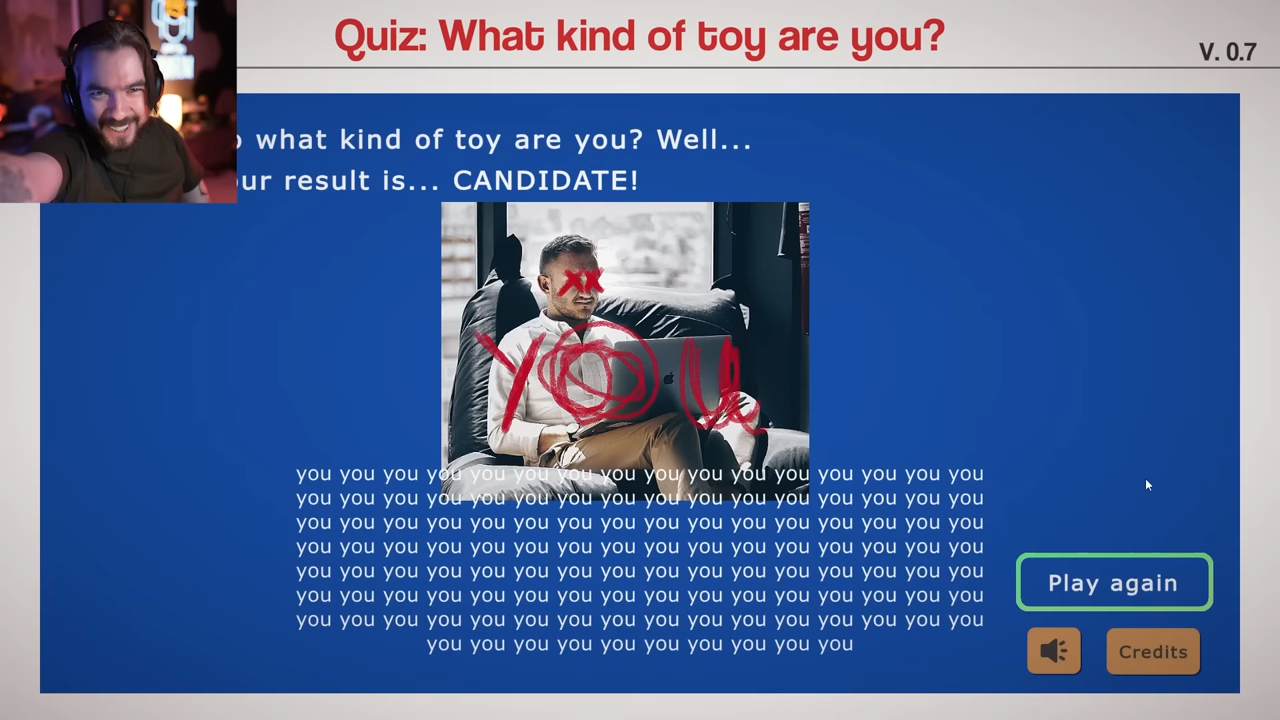 Quiz: What kind of toy are you?
V. 0.7
what kind of toy are you? Well...
our result is... CANDIDATE!
YOU
you you you you you you you you you you you you you you you you
you you you you you you you you you you you you you you you you
you you you you you you you you you you you you you you you you
you you you you you you you you you you you you you you you you
you you you you you you you you you you you you you you you you
you you you you you you you you you you you you you you you you
you you you you you you you you you you you you you you you you
you you you you you you you you you you
Play again
Credits